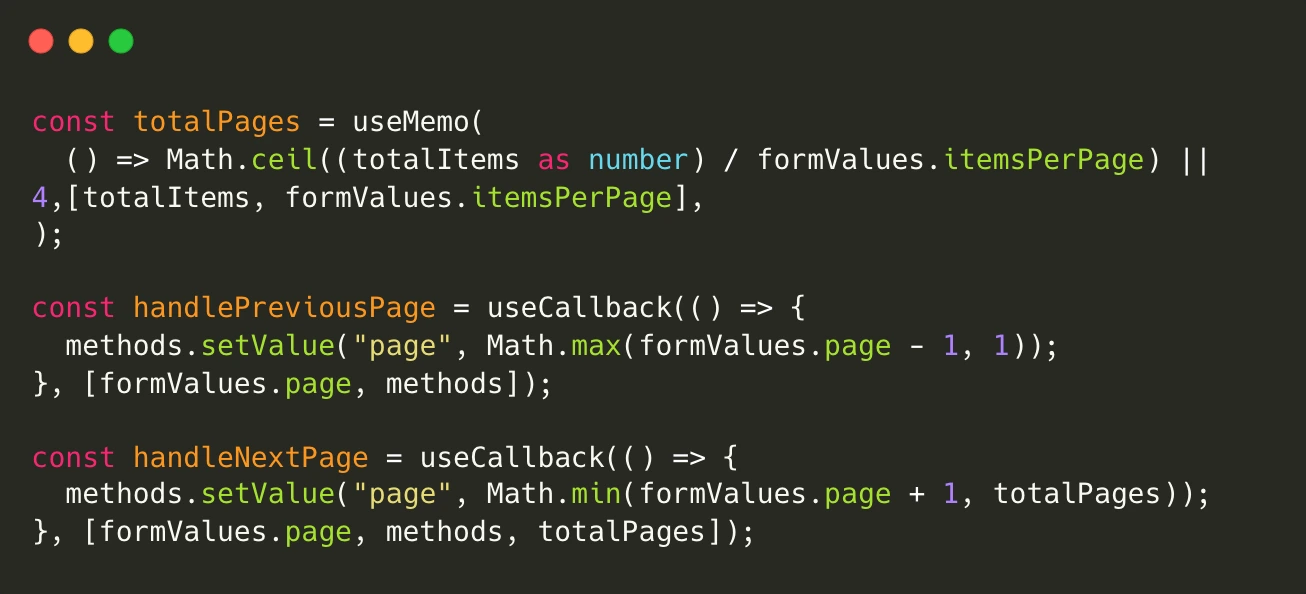 const totalPages = useMemo(
  () => Math.ceil((totalItems as number) / formValues.itemsPerPage) ||
4,[totalItems, formValues.itemsPerPage],
);

const handlePreviousPage = useCallback(() => {
  methods.setValue("page", Math.max(formValues.page - 1, 1));
}, [formValues.page, methods]);

const handleNextPage = useCallback(() => {
  methods.setValue("page", Math.min(formValues.page + 1, totalPages));
}, [formValues.page, methods, totalPages]);